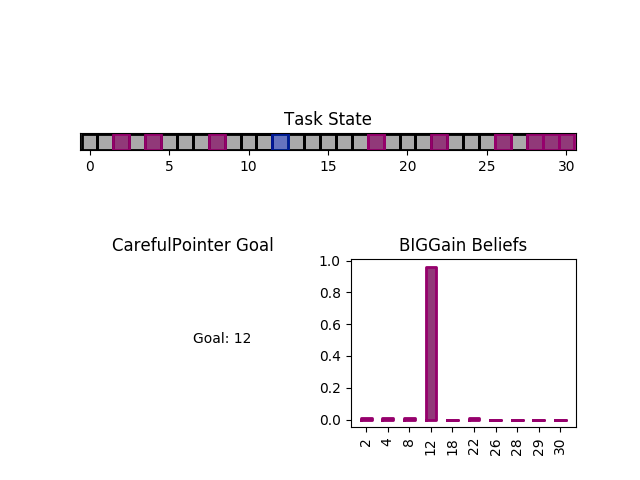 Task State
0 5 10 15 20 25 30
CarefulPointer Goal
Goal: 12
BIGGain Beliefs
1.0
0.8
0.6
0.4
0.2
0.0
2 4 8 12 18 22 26 28 29 30